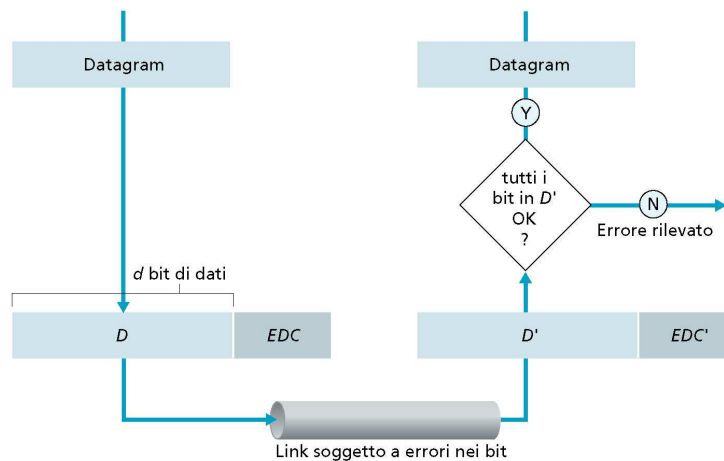 Datagram
Datagram
Y
tutti i
bit in D'
OK
?
N
Errore rilevato
d bit di dati
D
EDC
D'
EDC'
Link soggetto a errori nei bit